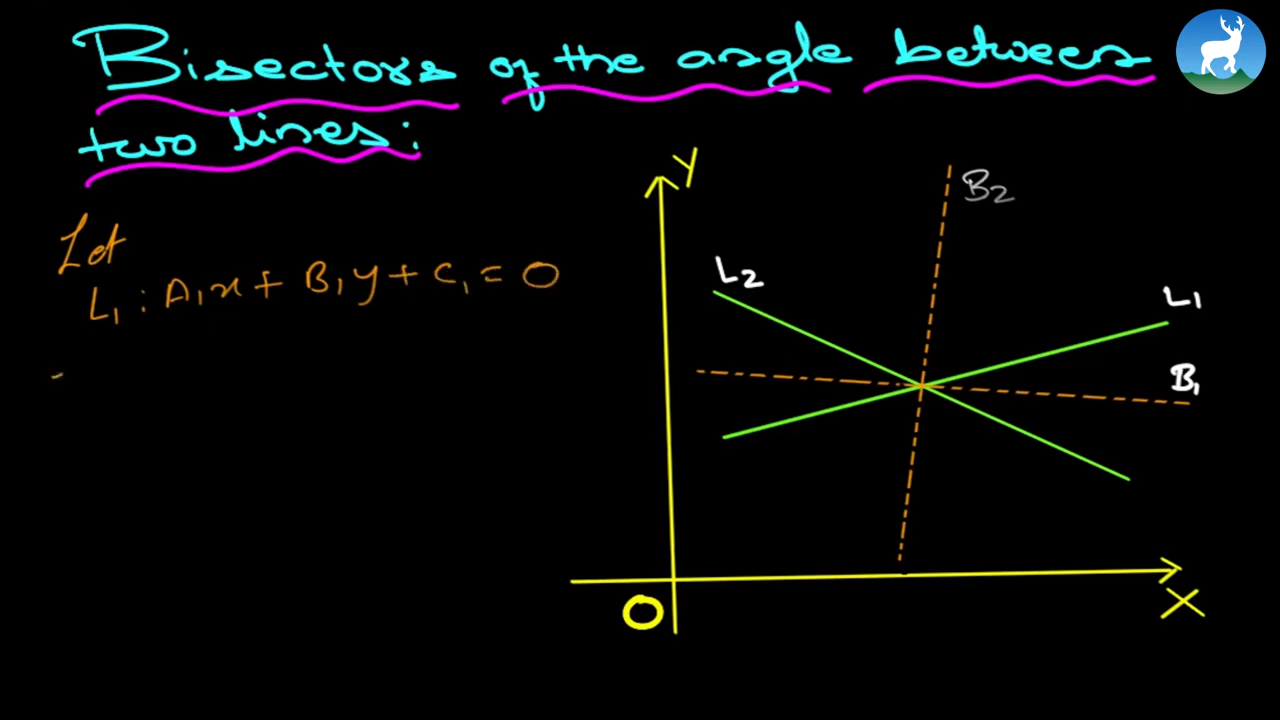 Bisectors of the angle between
two lines:
Let
L₁ : A₁x + B₁y + C₁ = 0
Y
B₂
L₂
L₁
B₁
O
X